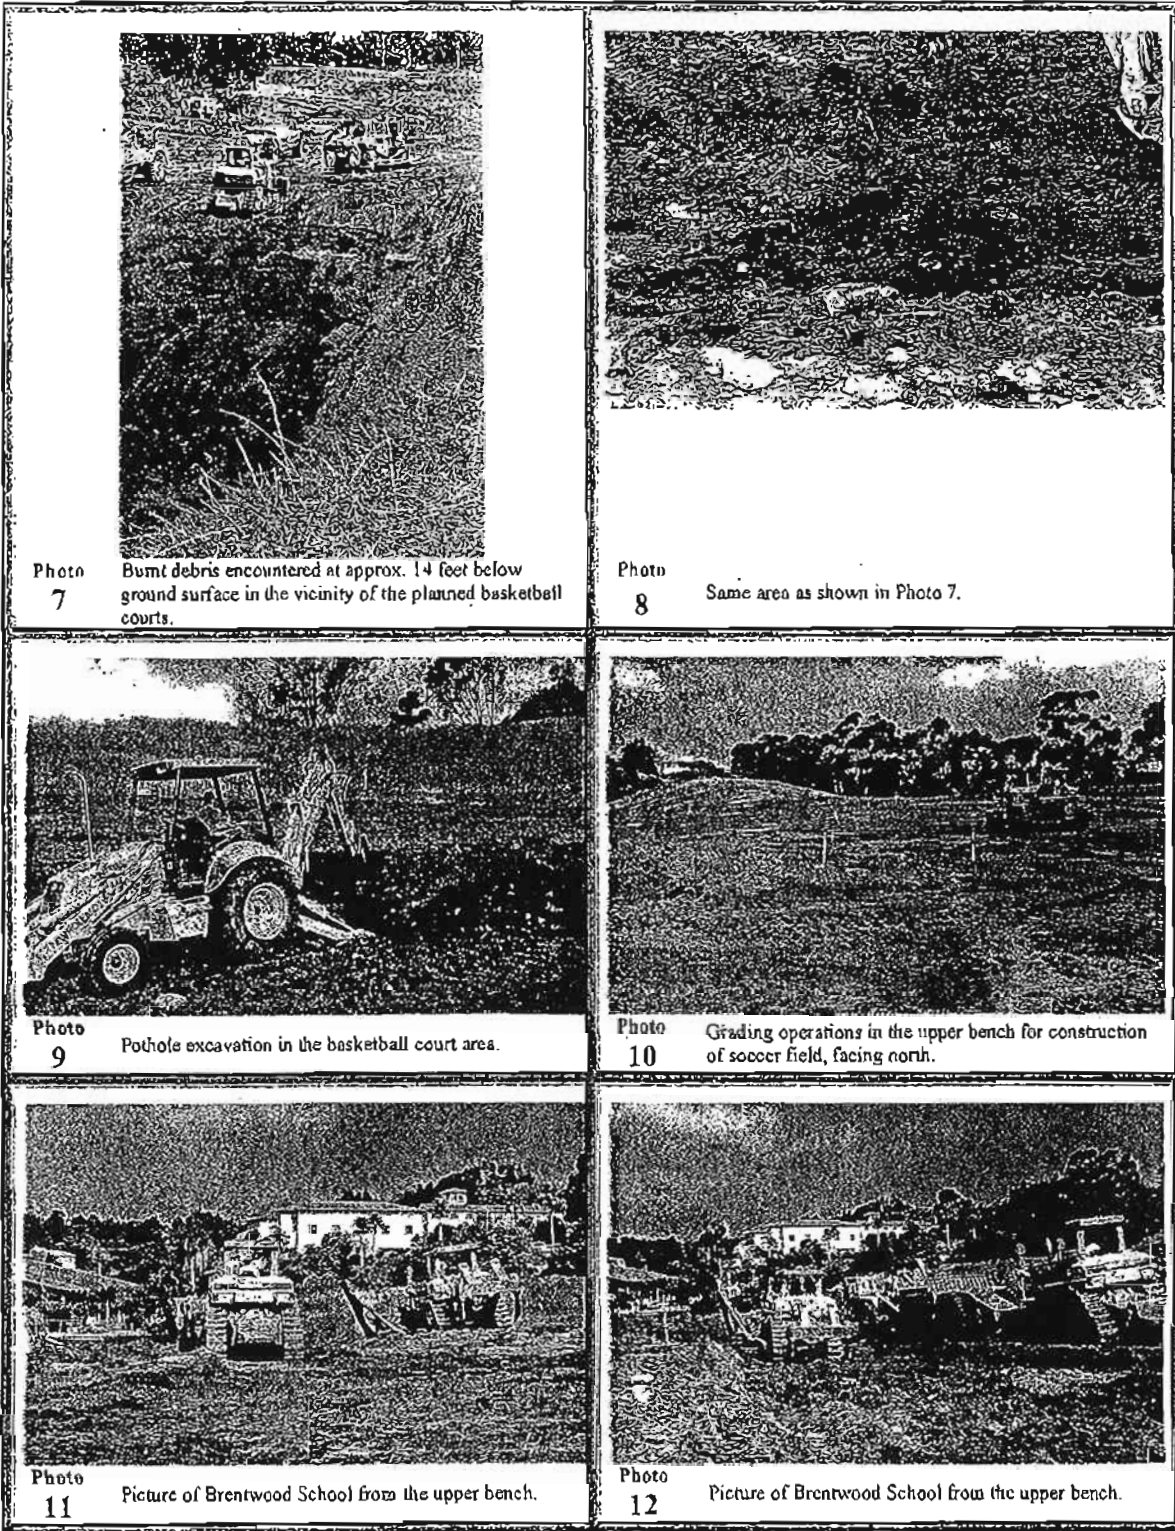 Photo
7
Burnt debris encountered at approx. 14 feet below
ground surface in the vicinity of the planned basketball
courts.
Photo
8
Same area as shown in Photo 7.
Photo
9
Pothole excavation in the basketball court area.
Photo
10
Grading operations in the upper bench for construction
of soccer field, facing north.
Photo
11
Picture of Brentwood School from the upper bench.
Photo
12
Picture of Brentwood School from the upper bench.